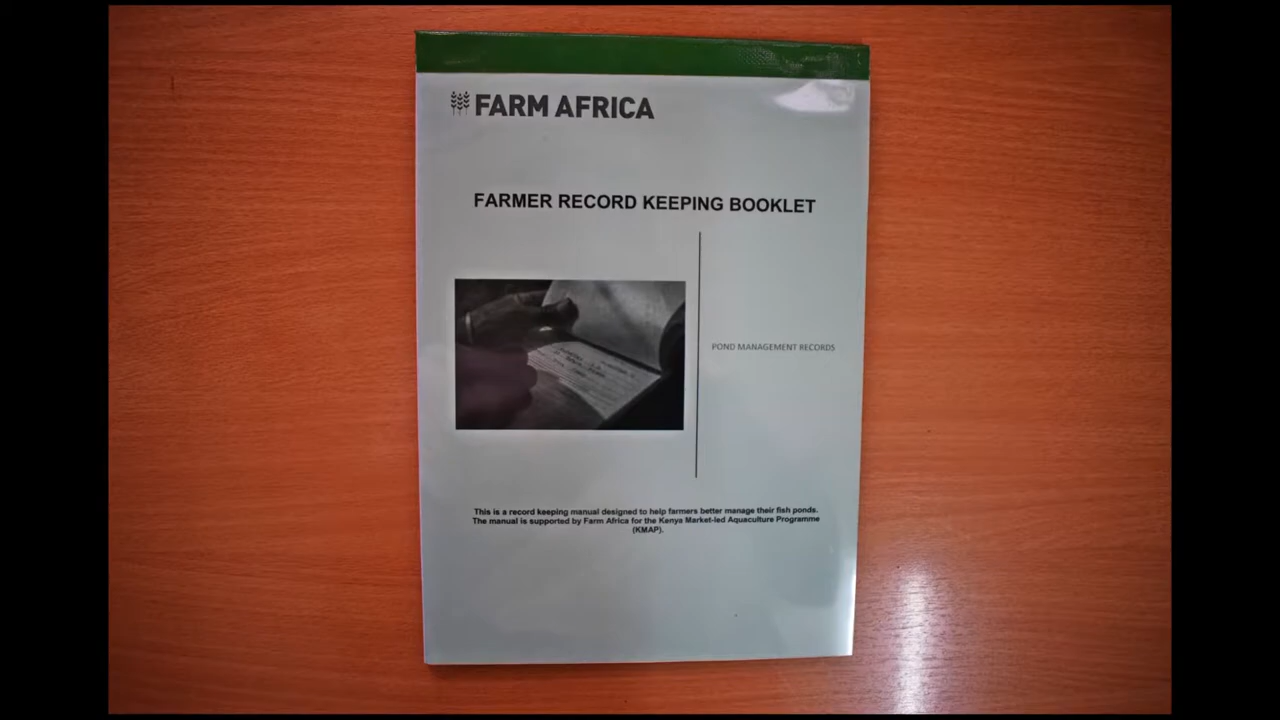 FARM AFRICA
FARMER RECORD KEEPING BOOKLET
POND MANAGEMENT RECORDS
This is a record keeping manual designed to help farmers better manage their fish ponds.
The manual is supported by Farm Africa for the Kenya Market-led Aquaculture Programme
(KMAP).